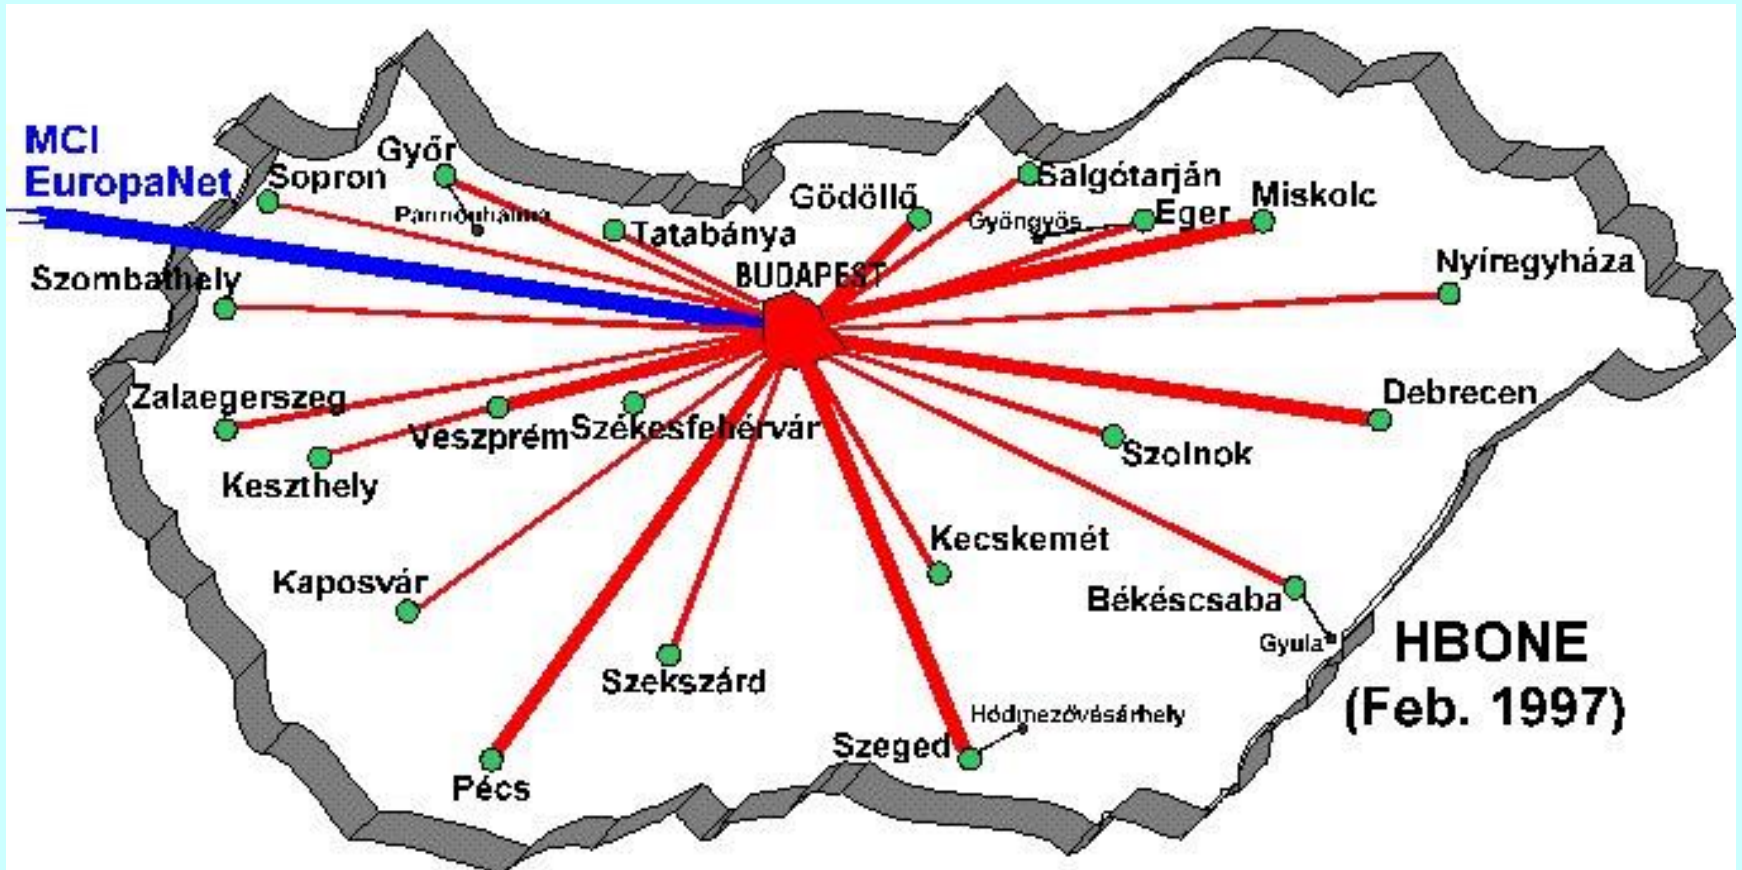 MCI
EuropaNet
Győr
Sopron
Pannonhalma
Tatabánya
Gödöllő
Salgótarján
Gyöngyös
Eger
Miskolc
BUDAPEST
Nyíregyháza
Szombathely
Zalaegerszeg
Veszprém
Székesfehérvár
Keszthely
Debrecen
Szolnok
Kaposvár
Kecskemét
Békéscsaba
Gyula
HBONE
(Feb. 1997)
Szekszárd
Hódmezővásárhely
Szeged
Pécs